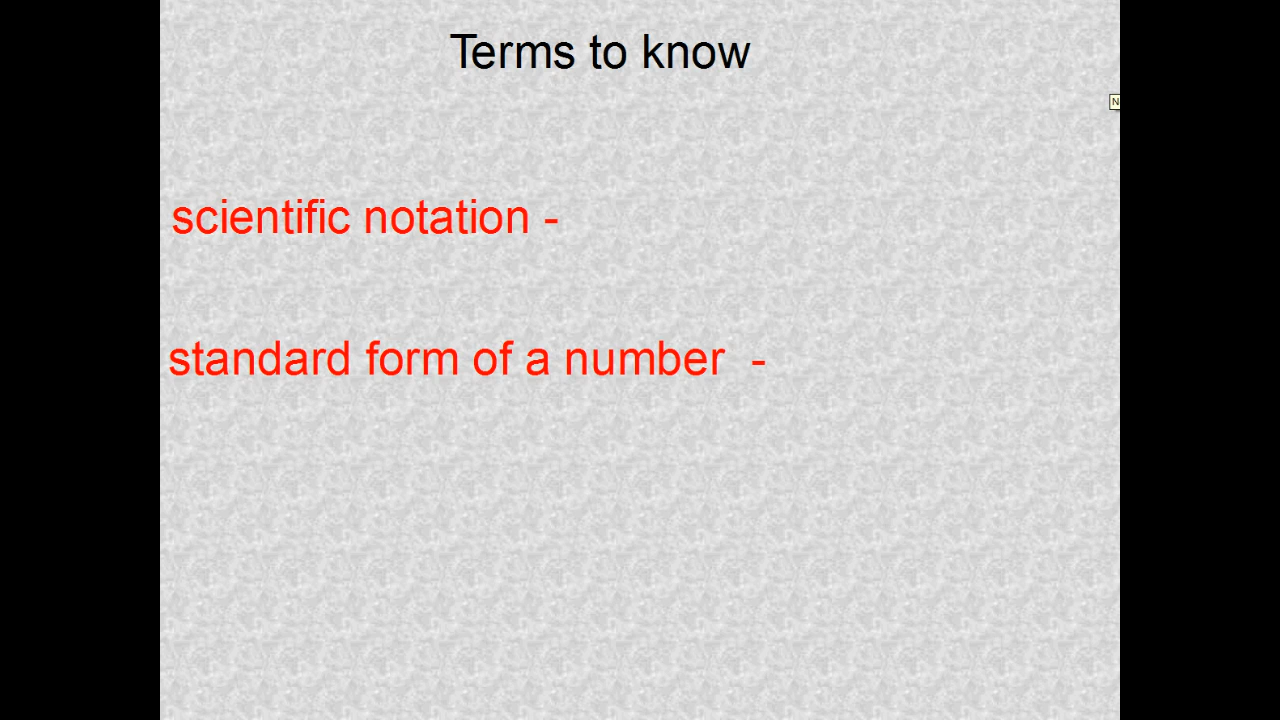 Terms to know
N
scientific notation -
standard form of a number -